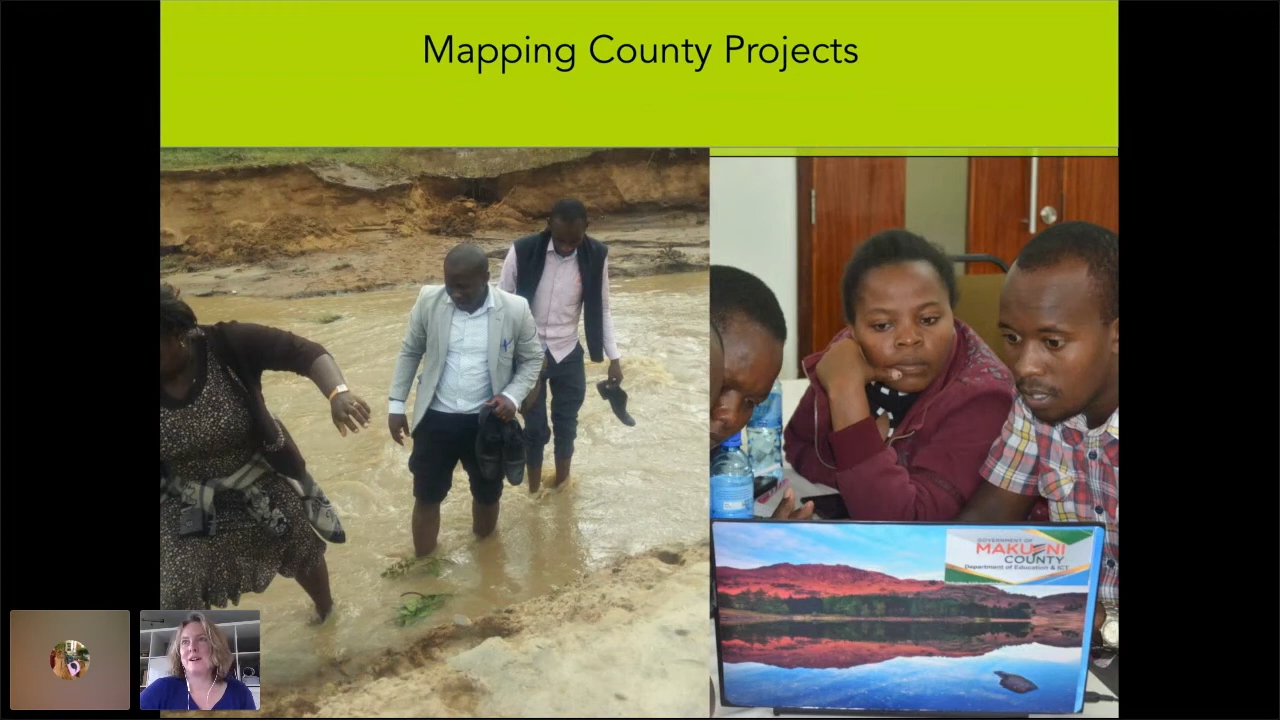 Mapping County Projects
GOVERNMENT OF
MAKUENI
COUNTY
Department of Education & ICT